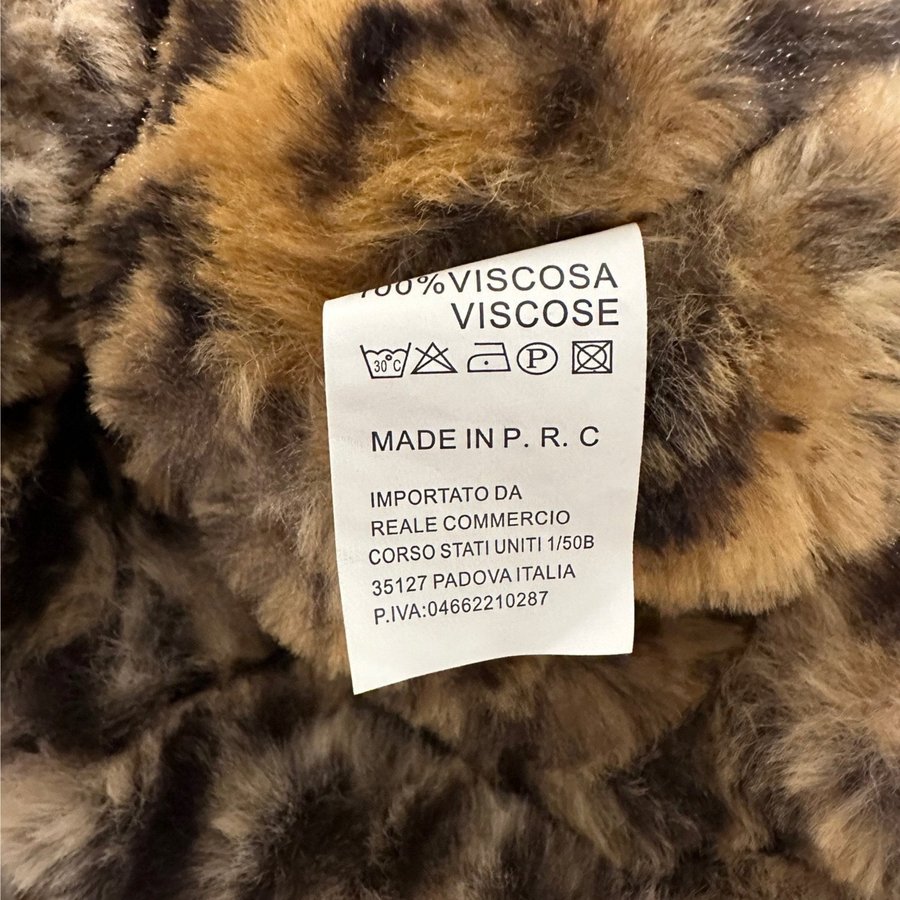 100% VISCOSA
VISCOSE
30°C P
MADE IN P. R. C
IMPORTATO DA
REALE COMMERCIO
CORSO STATI UNITI 1/50B
35127 PADOVA ITALIA
P.IVA:04662210287